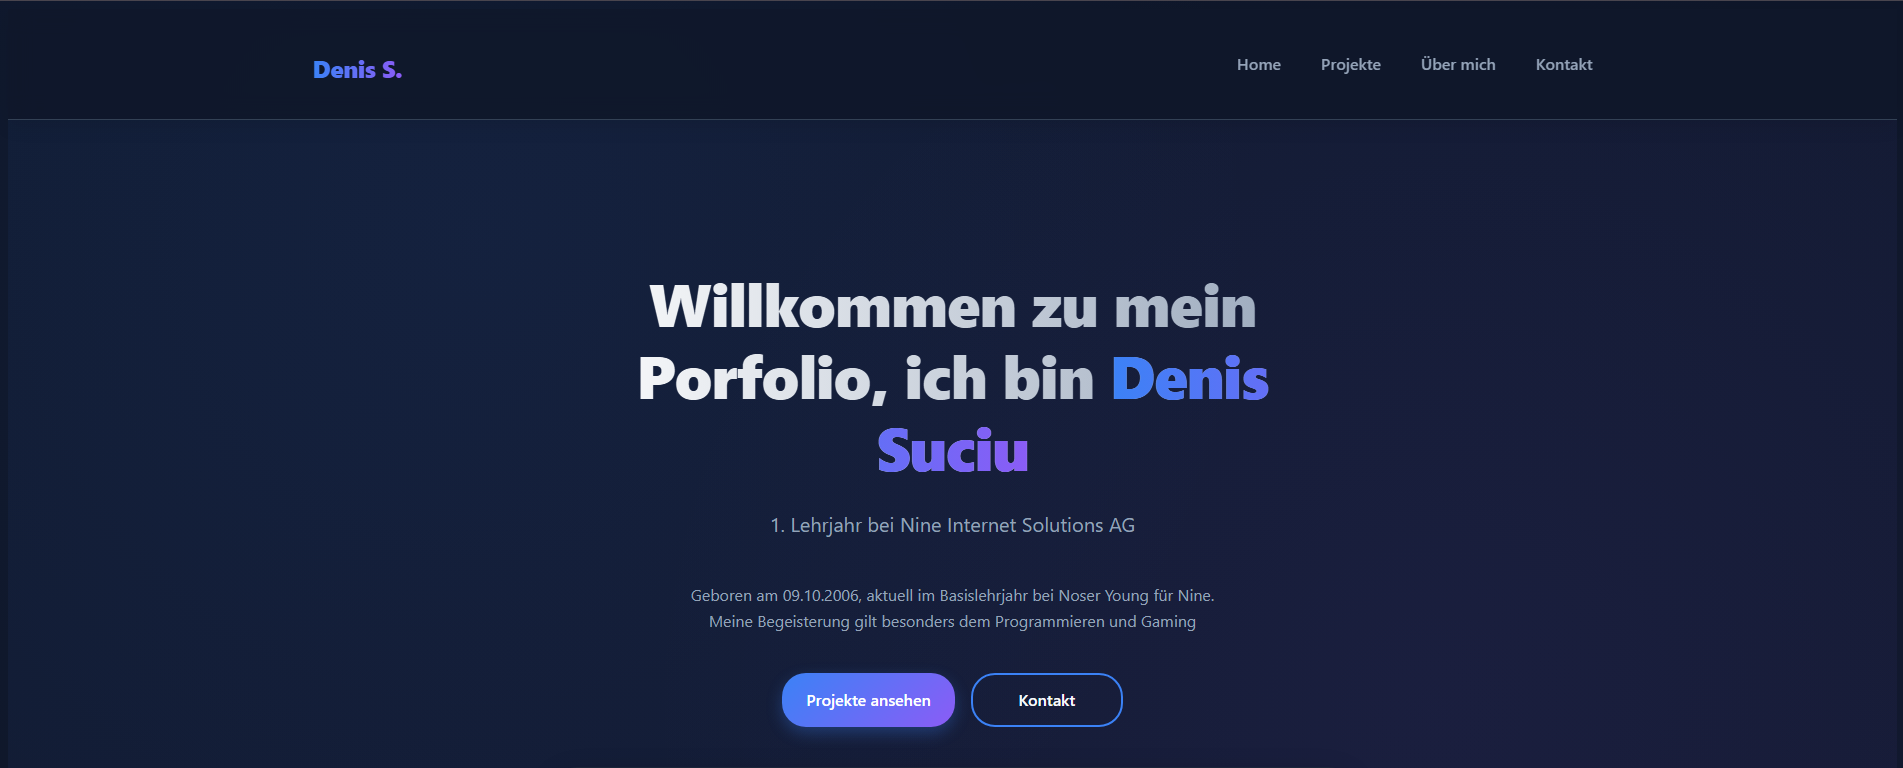 Denis S.
Home
Projekte
Über mich
Kontakt
Willkommen zu mein
Porfolio, ich bin Denis
Suciu
1. Lehrjahr bei Nine Internet Solutions AG
Geboren am 09.10.2006, aktuell im Basislehrjahr bei Noser Young für Nine.
Meine Begeisterung gilt besonders dem Programmieren und Gaming
Projekte ansehen
Kontakt